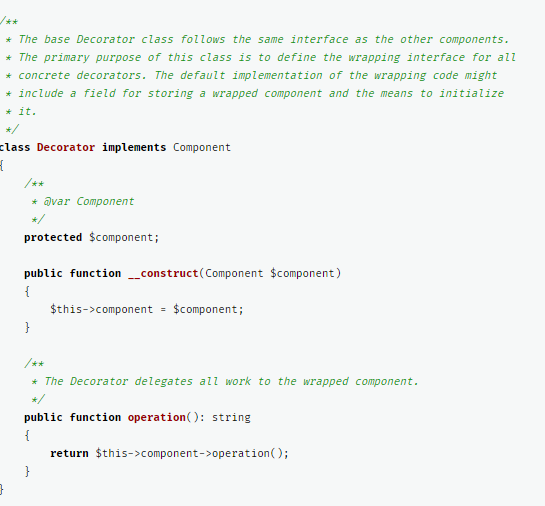 /**
 * The base Decorator class follows the same interface as the other components.
 * The primary purpose of this class is to define the wrapping interface for all
 * concrete decorators. The default implementation of the wrapping code might
 * include a field for storing a wrapped component and the means to initialize
 * it.
 */
class Decorator implements Component
{
    /**
     * @var Component
     */
    protected $component;

    public function __construct(Component $component)
    {
        $this->component = $component;
    }

    /**
     * The Decorator delegates all work to the wrapped component.
     */
    public function operation(): string
    {
        return $this->component->operation();
    }
}